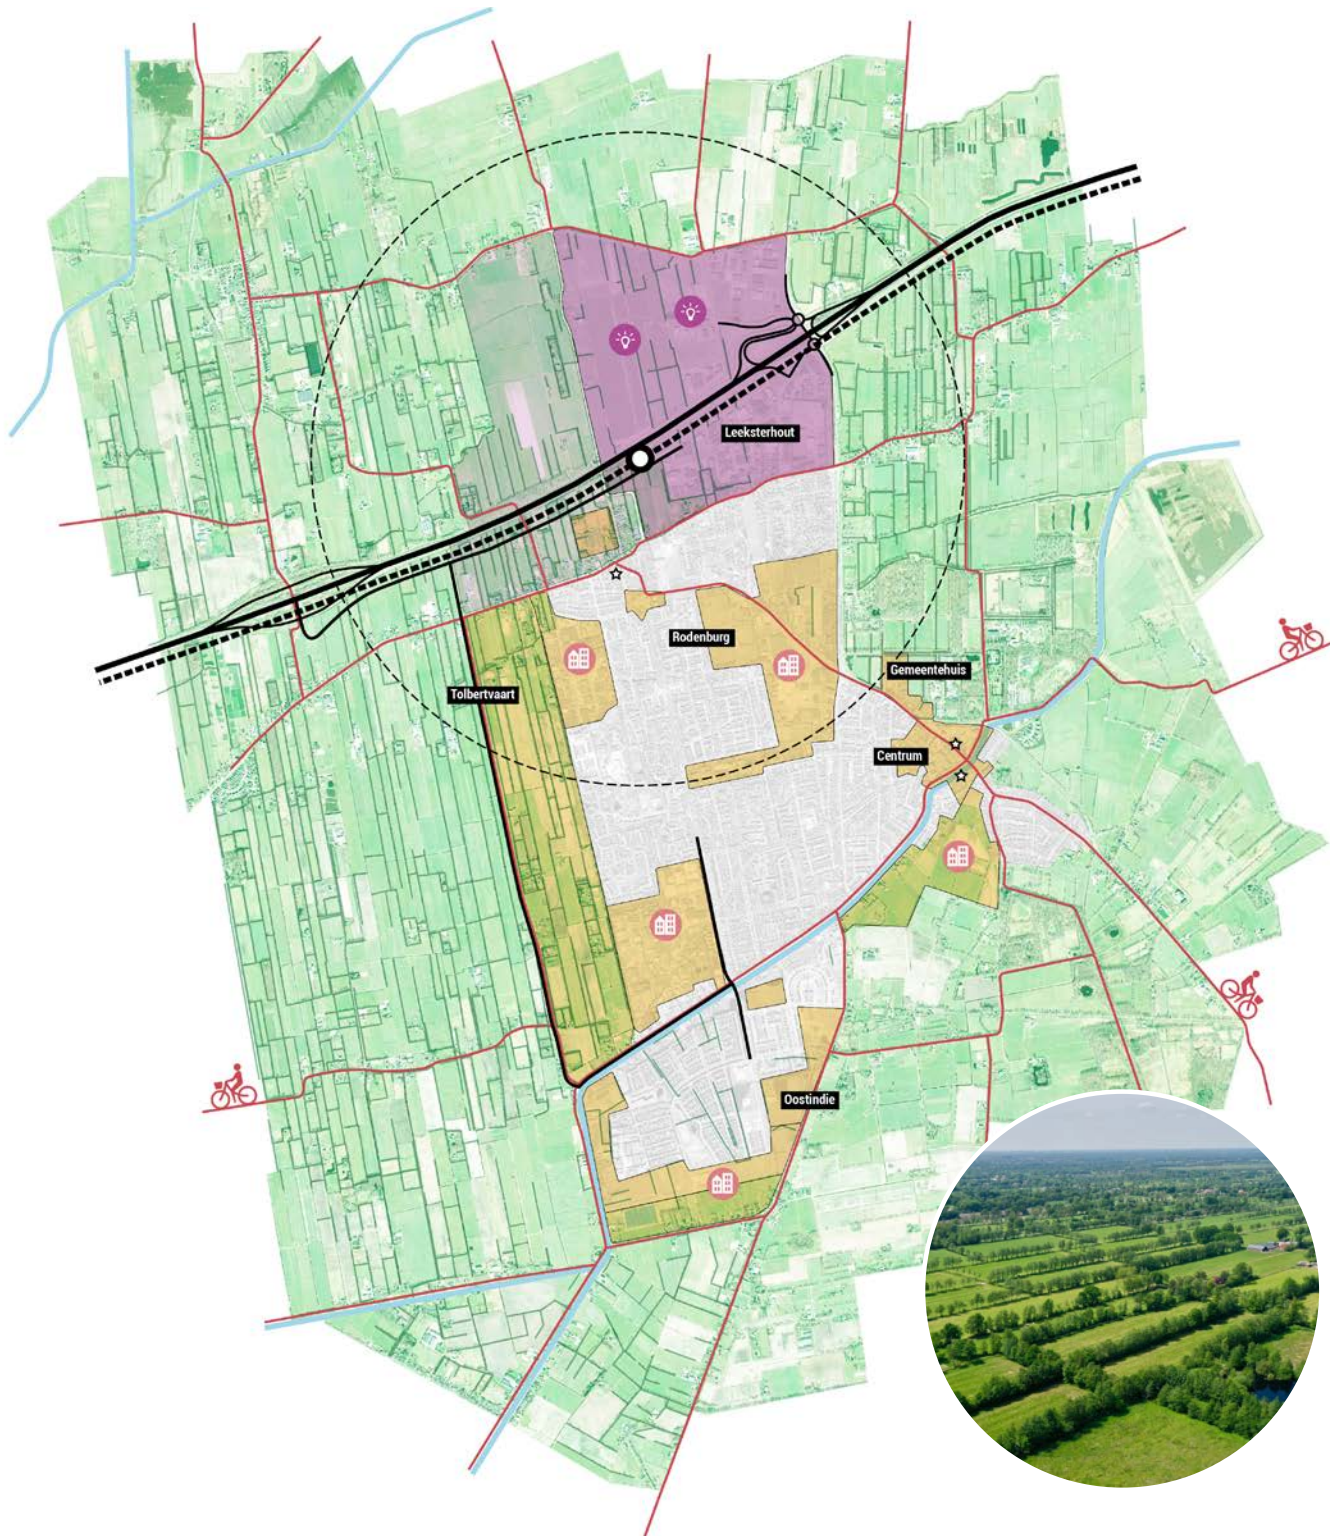 Leeksterhout
Rodenburg
Gemeentehuis
Tolbertvaart
Centrum
Oostindie